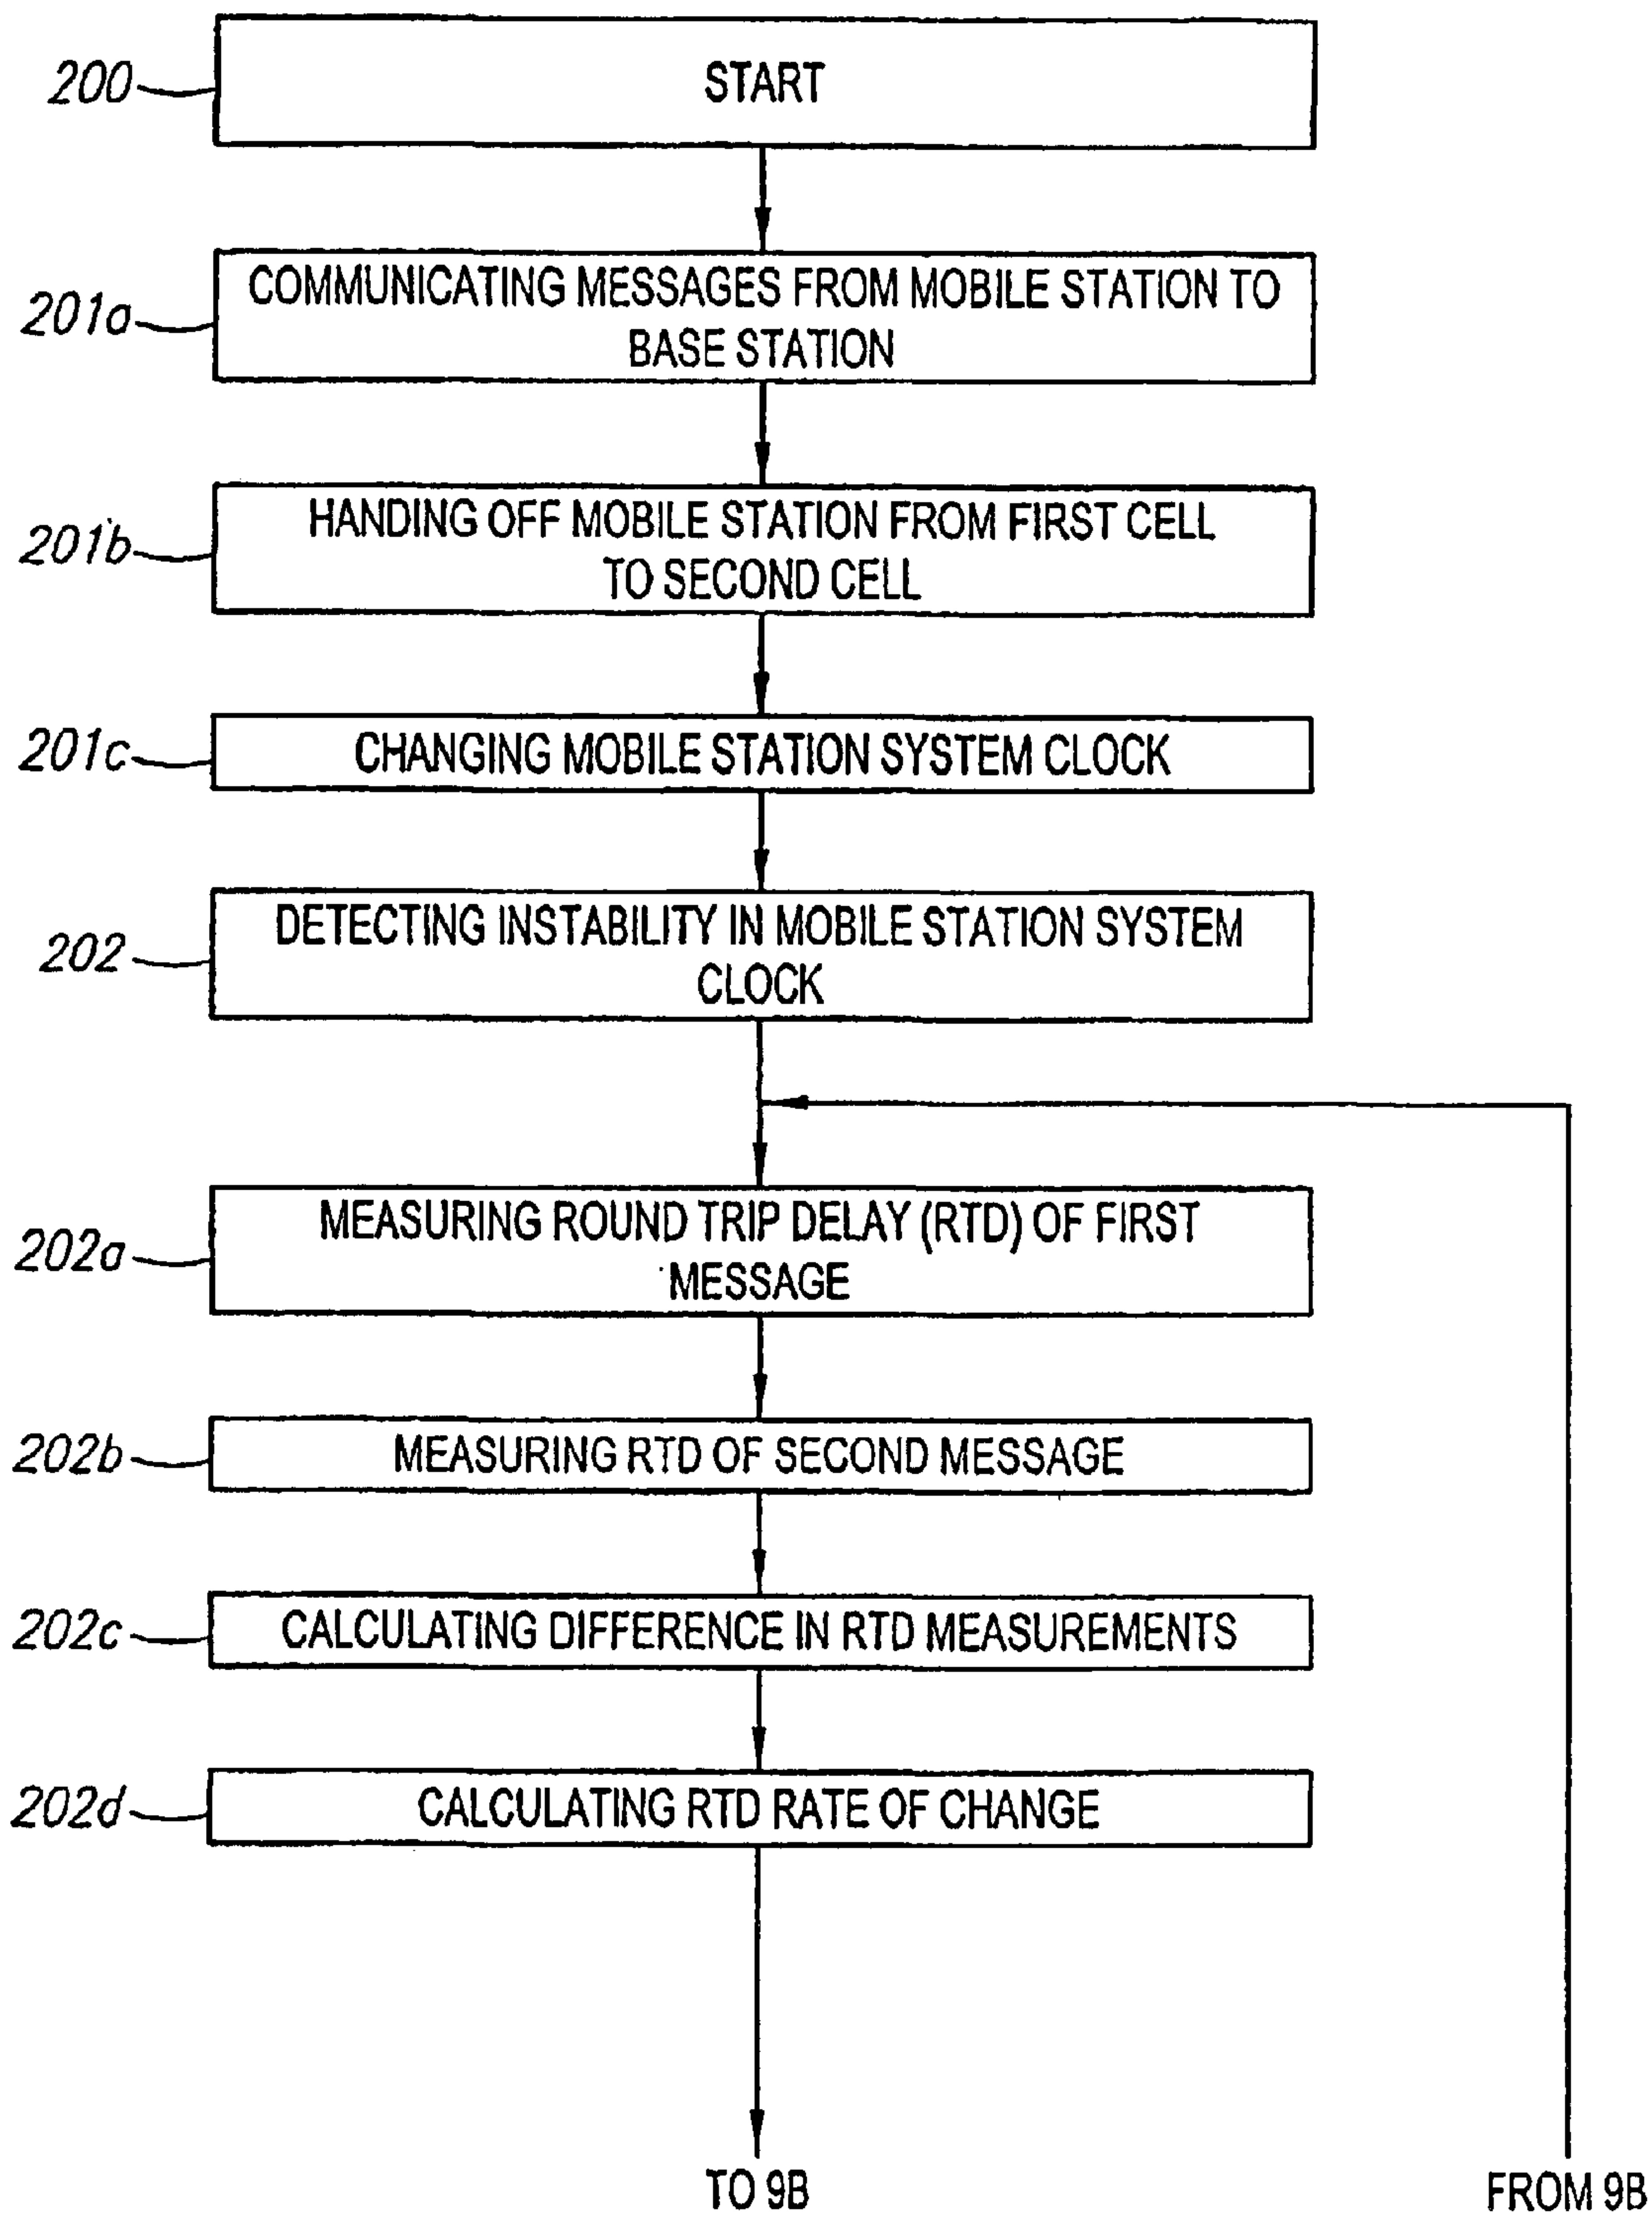 200
START
201a
COMMUNICATING MESSAGES FROM MOBILE STATION TO
BASE STATION
201b
HANDING OFF MOBILE STATION FROM FIRST CELL
TO SECOND CELL
201c
CHANGING MOBILE STATION SYSTEM CLOCK
202
DETECTING INSTABILITY IN MOBILE STATION SYSTEM
CLOCK
202a
MEASURING ROUND TRIP DELAY (RTD) OF FIRST
MESSAGE
202b
MEASURING RTD OF SECOND MESSAGE
202c
CALCULATING DIFFERENCE IN RTD MEASUREMENTS
202d
CALCULATING RTD RATE OF CHANGE
TO 9B
FROM 9B